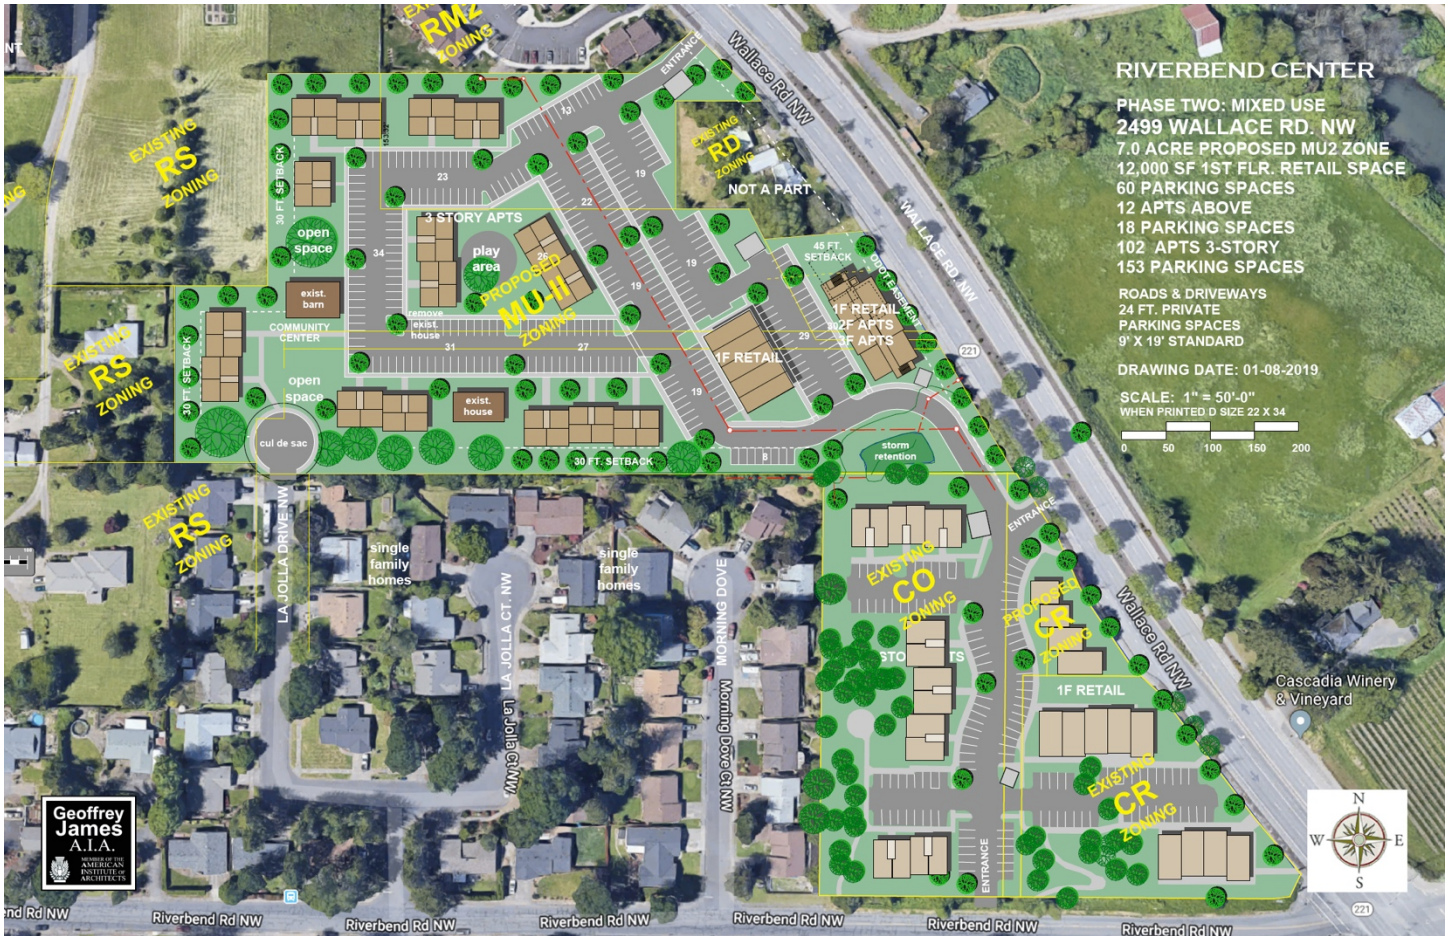 RIVERBEND CENTER
PHASE TWO: MIXED USE
2499 WALLACE RD. NW
7.0 ACRE PROPOSED MU2 ZONE
12,000 SF 1ST FLR. RETAIL SPACE
60 PARKING SPACES
12 APTS ABOVE
18 PARKING SPACES
102 APTS 3-STORY
153 PARKING SPACES
ROADS & DRIVEWAYS
24 FT. PRIVATE
PARKING SPACES
9' X 19' STANDARD
DRAWING DATE: 01-08-2019
SCALE: 1" = 50'-0"
WHEN PRINTED D SIZE 22 X 34
0 50 100 150 200
EXISTING
RM2
ZONING
ENTRANCE
Wallace Rd NW
NT
EXISTING
RS
ZONING
ZONING
30 FT. SETBACK
153.92
13
23
22
19
EXISTING
RD
ZONING
NOT A PART
3 STORY APTS
open
space
34
play
area
26
PROPOSED
MU-II
ZONING
19
19
45 FT.
SETBACK
ODOT EASEMENT
WALLACE RD. NW
exist.
barn
COMMUNITY
CENTER
remove
exist.
house
31
27
1F RETAIL
29
1F RETAIL
2F APTS
3F APTS
221
EXISTING
RS
ZONING
30 FT. SETBACK
open
space
exist.
house
19
cul de sac
30 FT. SETBACK
8
storm
retention
EXISTING
RS
ZONING
LA JOLLA DRIVE NW
single
family
homes
LA JOLLA CT. NW
La Jolla Ct NW
single
family
homes
MORNING DOVE
Morning Dove Ct NW
ENTRANCE
EXISTING
CO
ZONING
PROPOSED
CR
ZONING
Wallace Rd NW
1F RETAIL
EXISTING
CR
ZONING
ENTRANCE
Cascadia Winery
& Vineyard
N
W E
S
221
Geoffrey
James
A.I.A.
MEMBER OF THE
AMERICAN
INSTITUTE OF
ARCHITECTS
end Rd NW
Riverbend Rd NW
Riverbend Rd NW
Riverbend Rd NW
Riverbend Rd NW
Riverbend Rd NW
Riverbend Rd NW